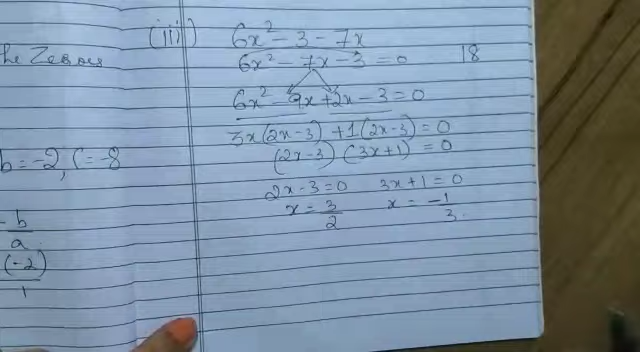 (iii) 6x² - 3 - 7x
6x² - 7x - 3 = 0 18
6x² - 9x + 2x - 3 = 0
3x(2x-3) + 1(2x-3) = 0
(2x-3) (3x+1) = 0
2x-3=0 3x+1=0
x = 3/2 x = -1/3
he Zeroes
b = -2, c = -8
-b/a
(-2)/1